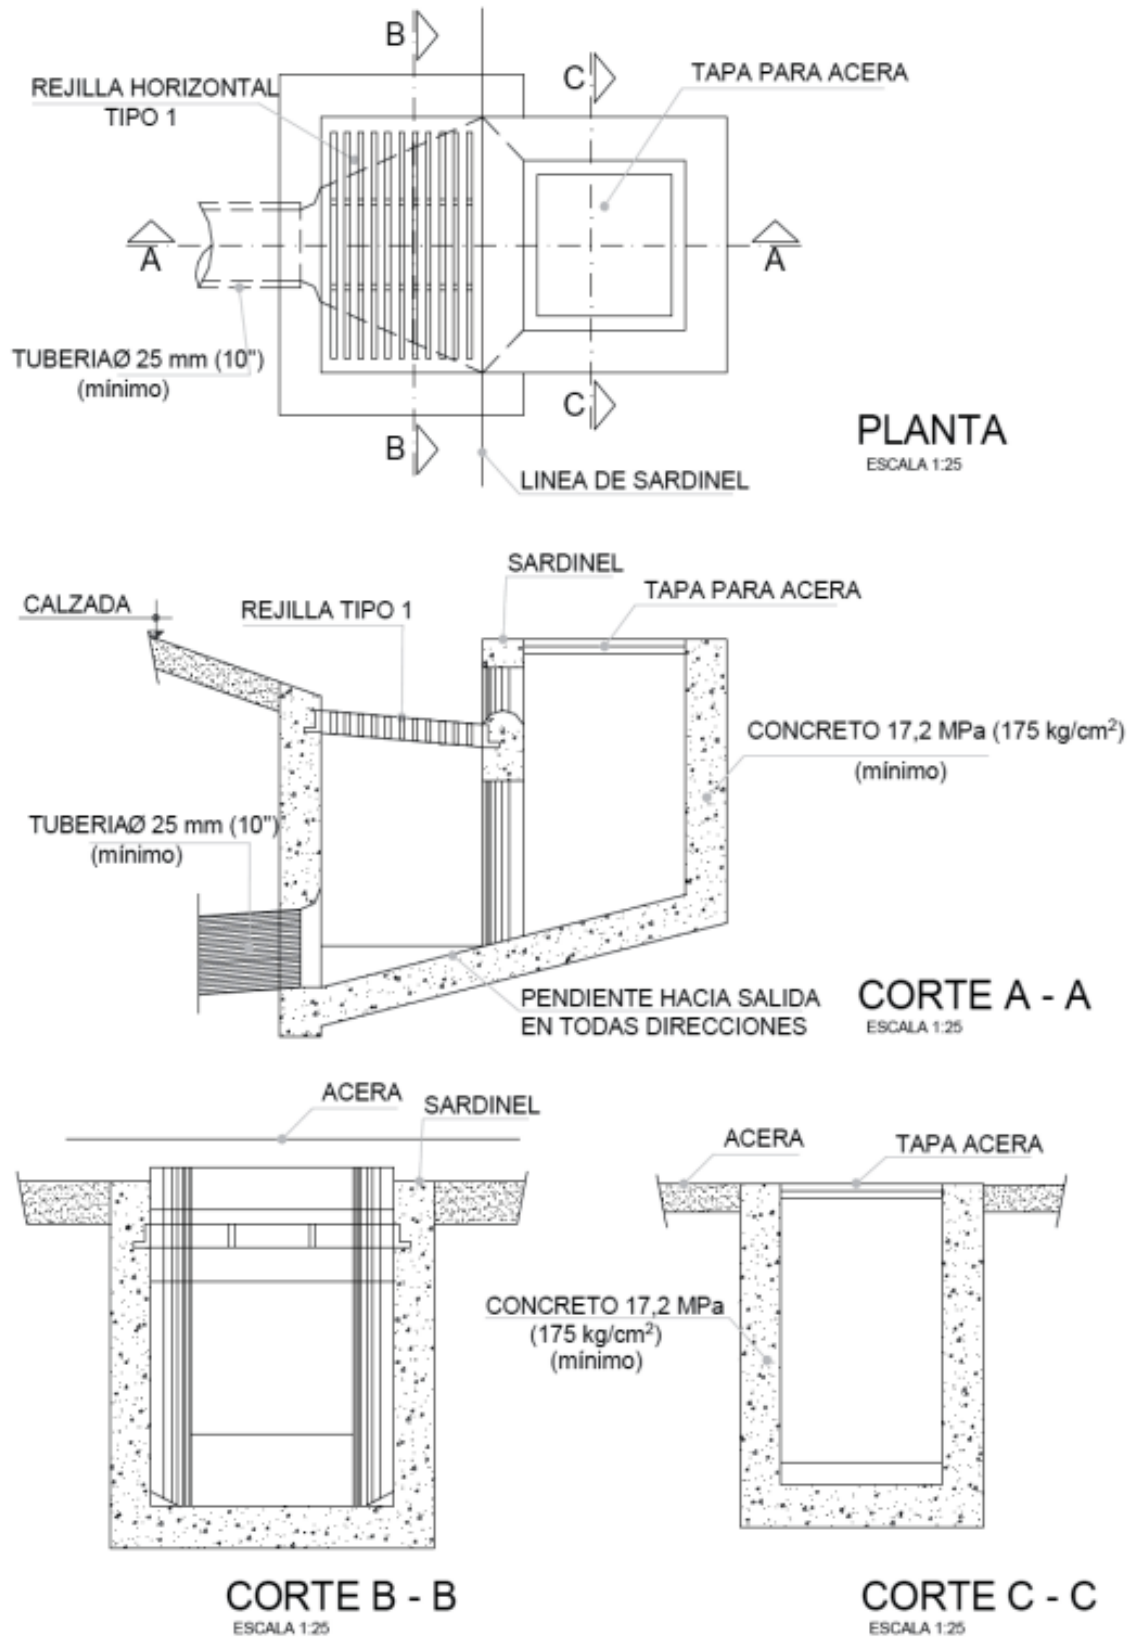 B
C
TAPA PARA ACERA
REJILLA HORIZONTAL
TIPO 1
A
A
TUBERIAØ 25 mm (10")
(mínimo)
C
B
PLANTA
ESCALA 1:25
LINEA DE SARDINEL
SARDINEL
TAPA PARA ACERA
CALZADA
REJILLA TIPO 1
CONCRETO 17,2 MPa (175 kg/cm²)
(mínimo)
TUBERIAØ 25 mm (10")
(mínimo)
PENDIENTE HACIA SALIDA
EN TODAS DIRECCIONES
CORTE A - A
ESCALA 1:25
ACERA
SARDINEL
ACERA
TAPA ACERA
CONCRETO 17,2 MPa
(175 kg/cm²)
(mínimo)
CORTE B - B
ESCALA 1:25
CORTE C - C
ESCALA 1:25